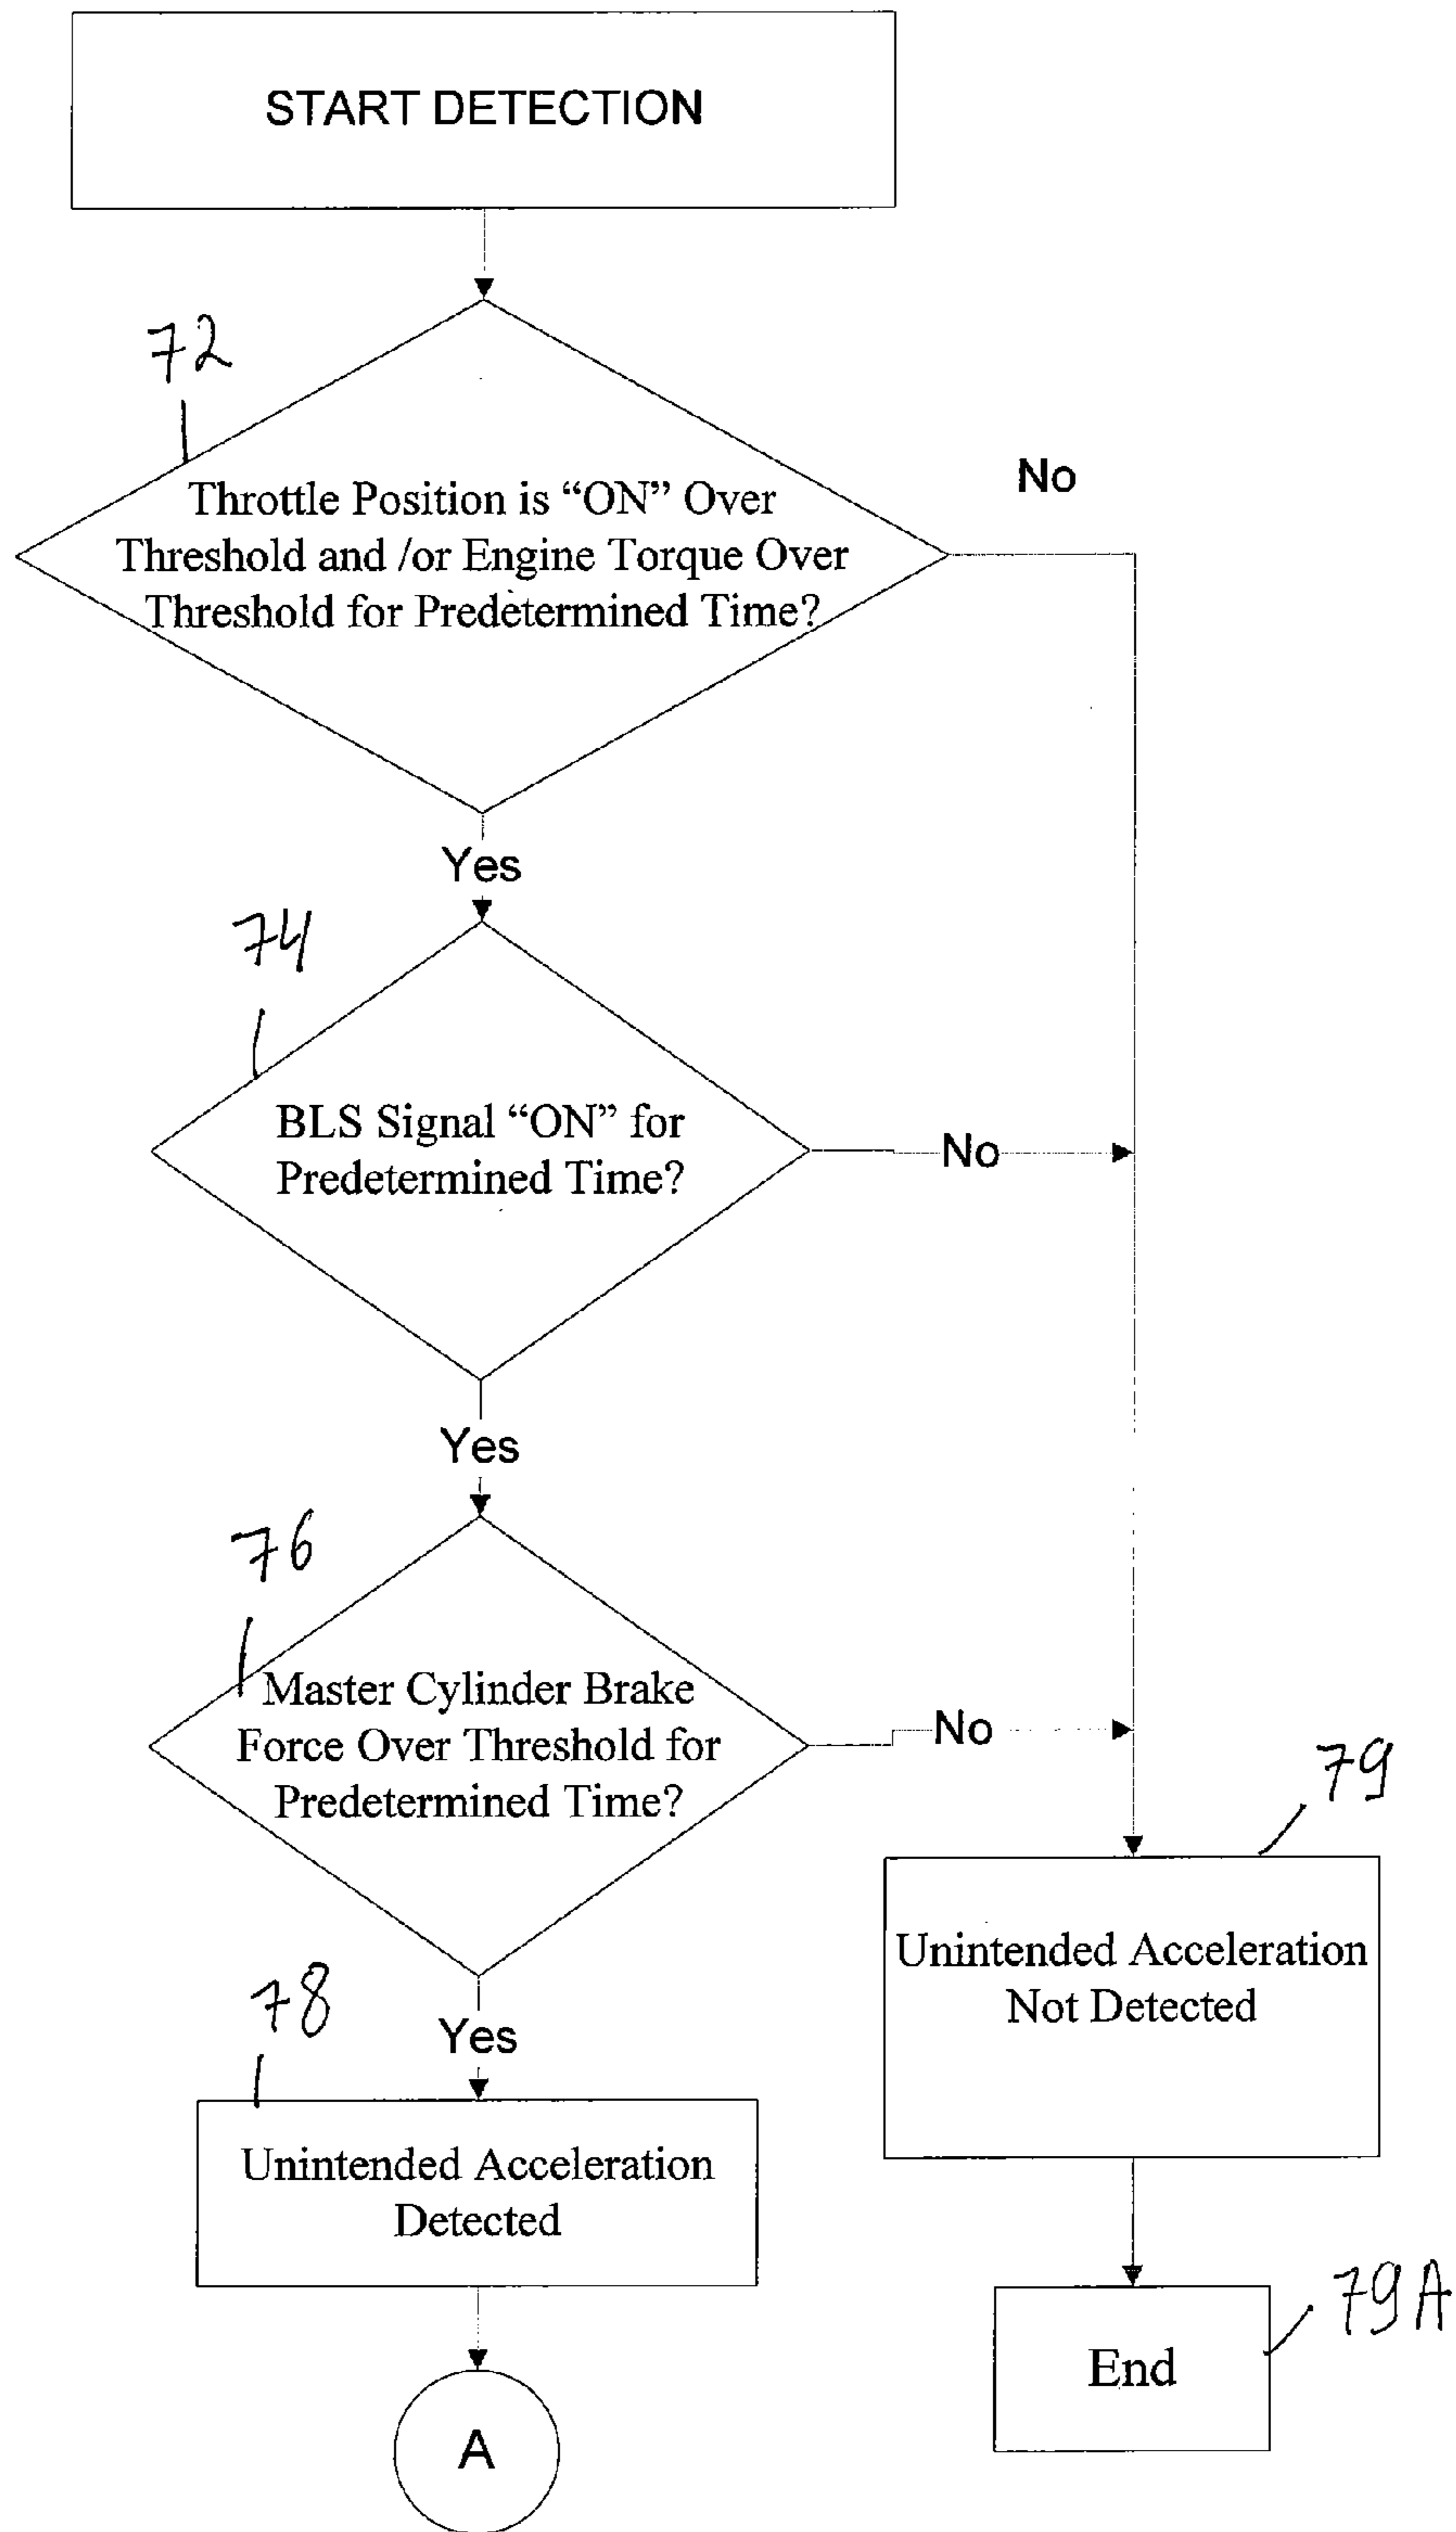 START DETECTION
72
Throttle Position is “ON” Over
Threshold and /or Engine Torque Over
Threshold for Predetermined Time?
No
Yes
74
BLS Signal “ON” for
Predetermined Time?
No
Yes
76
Master Cylinder Brake
Force Over Threshold for
Predetermined Time?
No
79
Unintended Acceleration
Not Detected
Yes
78
Unintended Acceleration
Detected
79A
End
A